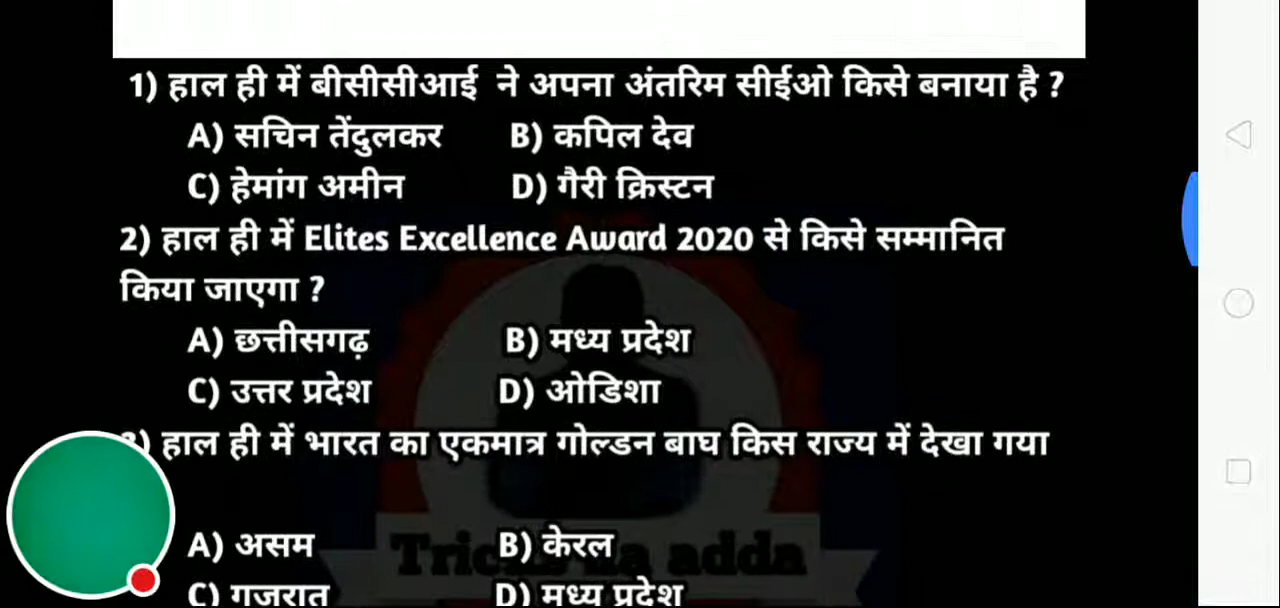 1) हाल ही में बीसीसीआई ने अपना अंतरिम सीईओ किसे बनाया है ?
A) सचिन तेंदुलकर B) कपिल देव
C) हेमांग अमीन D) गैरी क्रिस्टन
2) हाल ही में Elites Excellence Award 2020 से किसे सम्मानित
किया जाएगा ?
A) छत्तीसगढ़ B) मध्य प्रदेश
C) उत्तर प्रदेश D) ओडिशा
) हाल ही में भारत का एकमात्र गोल्डन बाघ किस राज्य में देखा गया
A) असम B) केरल
C) गुजरात D) मध्य प्रदेश
adda